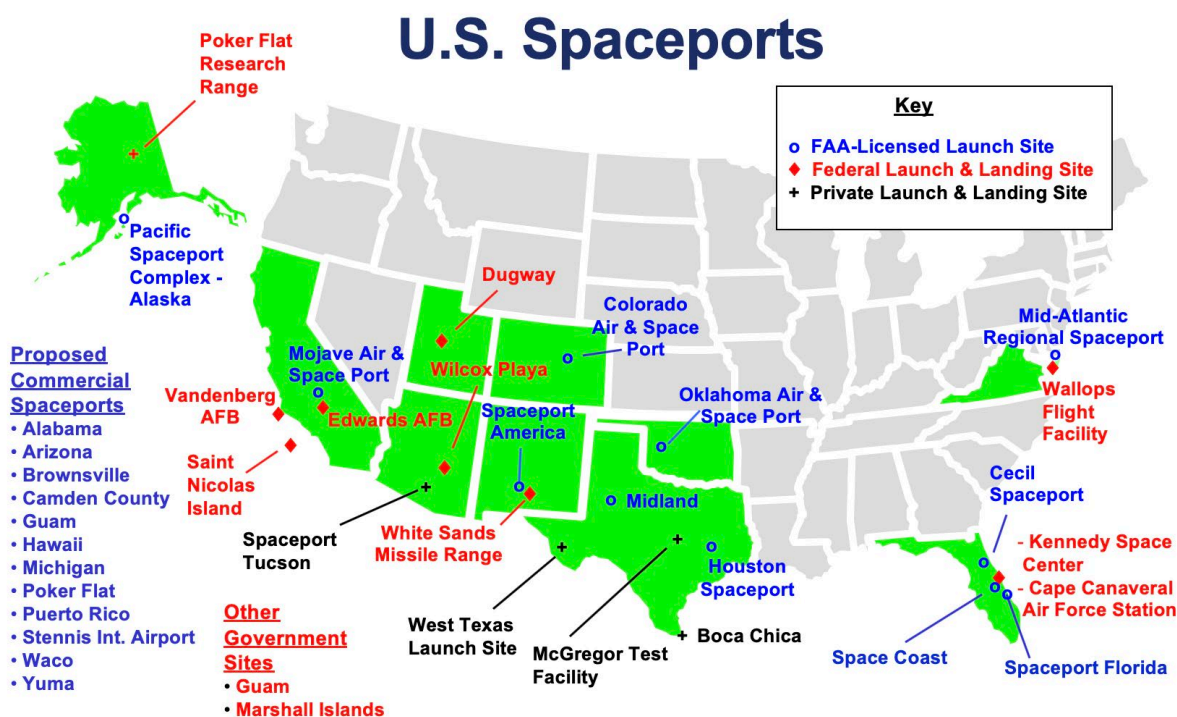 U.S. Spaceports
Poker Flat
Research
Range
Key
FAA-Licensed Launch Site
Federal Launch & Landing Site
Private Launch & Landing Site
Pacific
Spaceport
Complex -
Alaska
Dugway
Colorado
Air & Space
Port
Mid-Atlantic
Regional Spaceport
Mojave Air &
Space Port
Wilcox Playa
Vandenberg
AFB
Edwards AFB
Spaceport
America
Oklahoma Air &
Space Port
Wallops
Flight
Facility
Saint
Nicolas
Island
Midland
Cecil
Spaceport
Spaceport
Tucson
White Sands
Missile Range
Houston
Spaceport
- Kennedy Space
Center
- Cape Canaveral
Air Force Station
West Texas
Launch Site
McGregor Test
Facility
Boca Chica
Space Coast
Spaceport Florida
Proposed
Commercial
Spaceports
• Alabama
• Arizona
• Brownsville
• Camden County
• Guam
• Hawaii
• Michigan
• Poker Flat
• Puerto Rico
• Stennis Int. Airport
• Waco
• Yuma
Other
Government
Sites
• Guam
• Marshall Islands